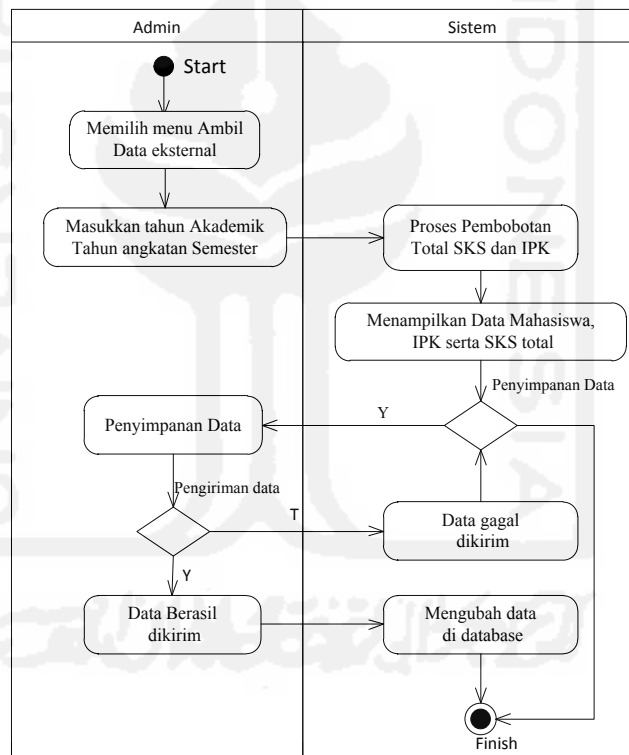 Admin
Sistem
Start
Memilih menu Ambil
Data eksternal
Masukkan tahun Akademik
Tahun angkatan Semester
Proses Pembobotan
Total SKS dan IPK
Menampilkan Data Mahasiswa,
IPK serta SKS total
Penyimpanan Data
Y
Penyimpanan Data
Pengiriman data
T
Data gagal
dikirim
Y
Data Berasil
dikirim
Mengubah data
di database
Finish
INDONESIA